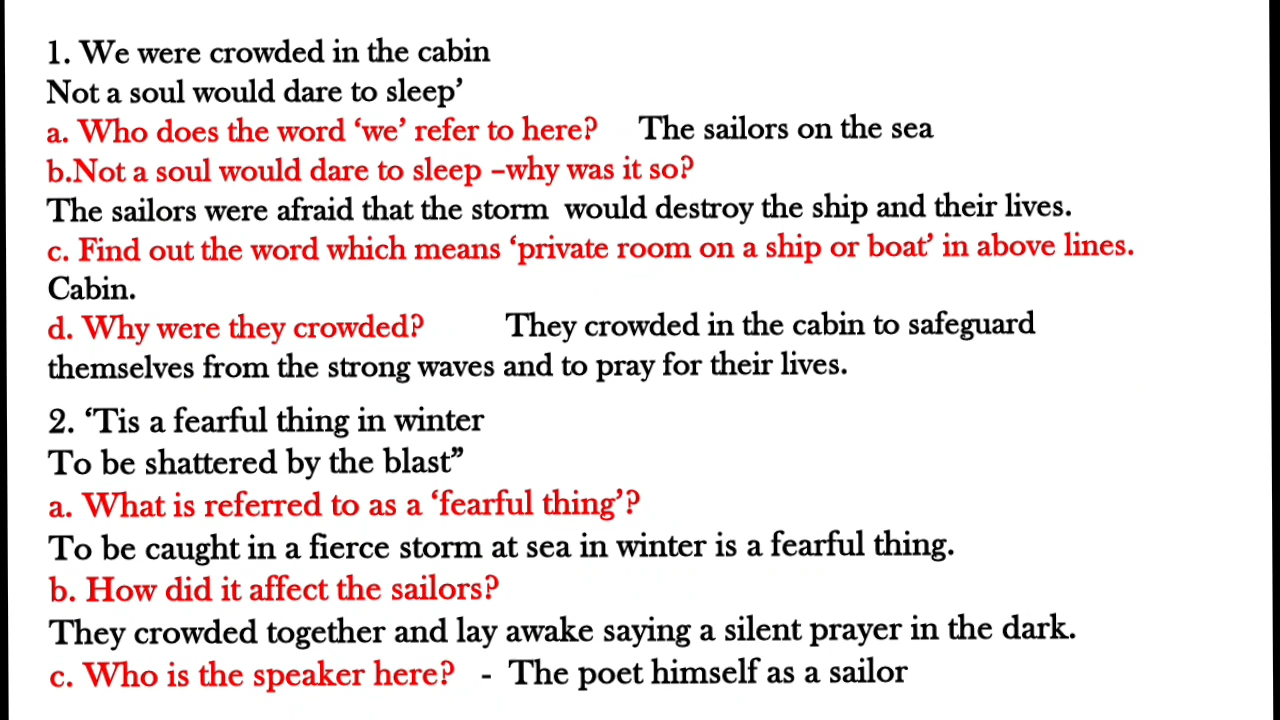 1. We were crowded in the cabin
Not a soul would dare to sleep’
a. Who does the word ‘we’ refer to here? The sailors on the sea
b.Not a soul would dare to sleep –why was it so?
The sailors were afraid that the storm would destroy the ship and their lives.
c. Find out the word which means ‘private room on a ship or boat’ in above lines.
Cabin.
d. Why were they crowded? They crowded in the cabin to safeguard
themselves from the strong waves and to pray for their lives.
2. ‘Tis a fearful thing in winter
To be shattered by the blast”
a. What is referred to as a ‘fearful thing’?
To be caught in a fierce storm at sea in winter is a fearful thing.
b. How did it affect the sailors?
They crowded together and lay awake saying a silent prayer in the dark.
c. Who is the speaker here? - The poet himself as a sailor